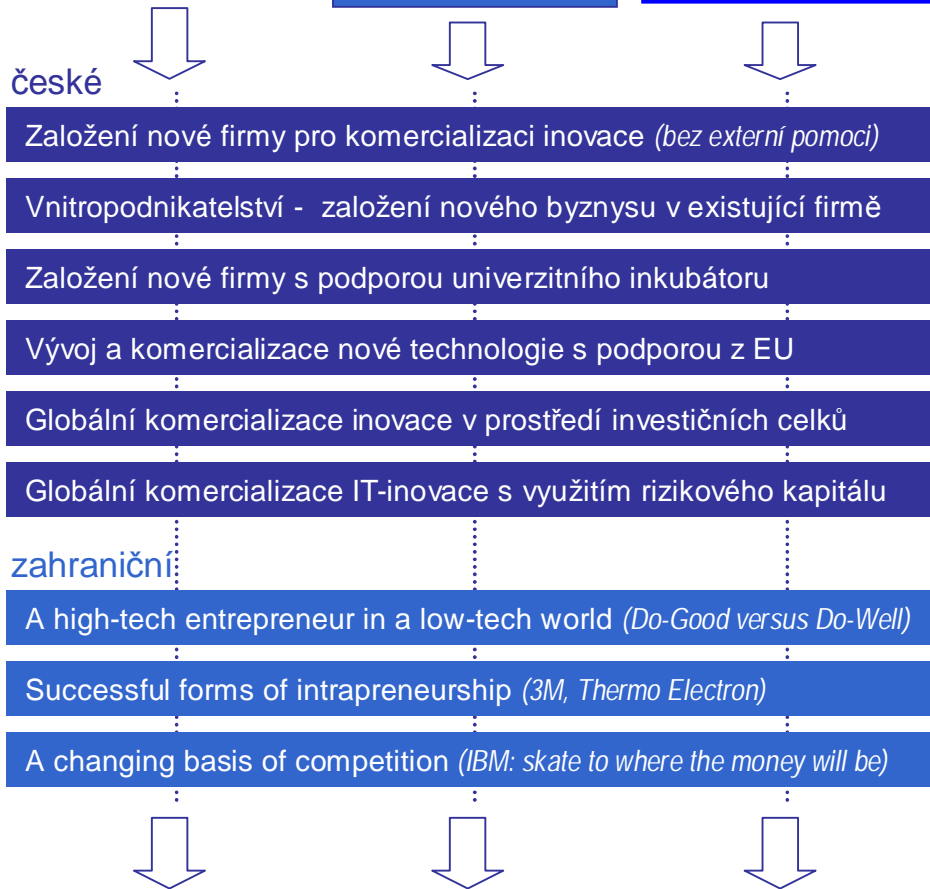 české
Založení nové firmy pro komercializaci inovace (bez externí pomoci)
Vnitropodnikatelství - založení nového byznysu v existující firmě
Založení nové firmy s podporou univerzitního inkubátoru
Vývoj a komercializace nové technologie s podporou z EU
Globální komercializace inovace v prostředí investičních celků
Globální komercializace IT-inovace s využitím rizikového kapitálu
zahraniční
A high-tech entrepreneur in a low-tech world (Do-Good versus Do-Well)
Successful forms of intrapreneurship (3M, Thermo Electron)
A changing basis of competition (IBM: skate to where the money will be)